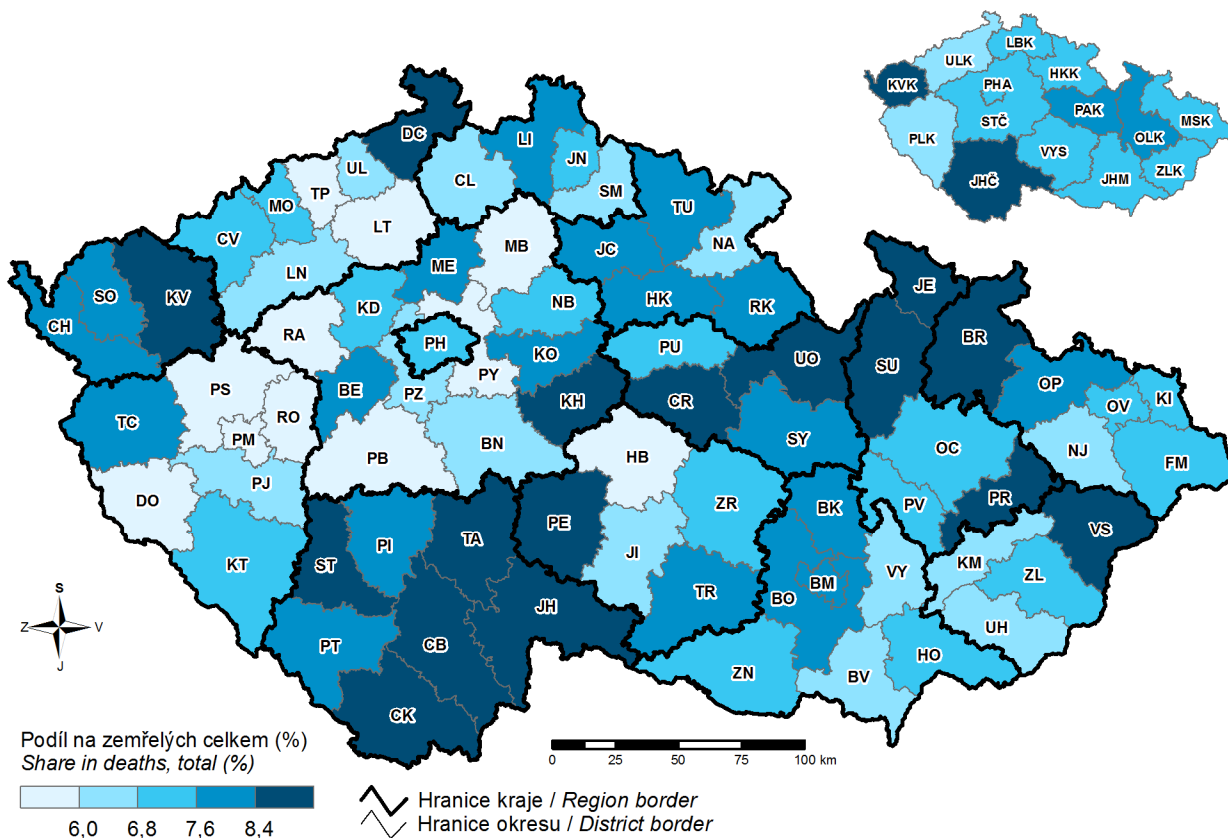 LBK
ULK
HKK
KVK
PHA
PAK
STČ
MSK
OLK
PLK
VYS
ZLK
JHČ
JHM
DC
LI
JN
UL
CL
SM
TP
MO
TU
LT
CV
MB
NA
JC
ME
LN
JE
SO
KV
NB
HK
RK
CH
KD
RA
BR
PH
PU
UO
SU
KO
OP
PY
BE
PZ
KI
PS
OV
RO
KH
CR
TC
SY
PM
BN
OC
NJ
PB
HB
FM
PJ
DO
PR
ZR
BK
PV
PE
VS
TA
PI
JI
ST
KM
KT
VY
ZL
BM
TR
BO
S
JH
Z V
UH
PT
CB
HO
J
ZN
BV
CK
Podíl na zemřelých celkem (%)
Share in deaths, total (%)
6,0 6,8 7,6 8,4
0 25 50 75 100 km
Hranice kraje / Region border
Hranice okresu / District border